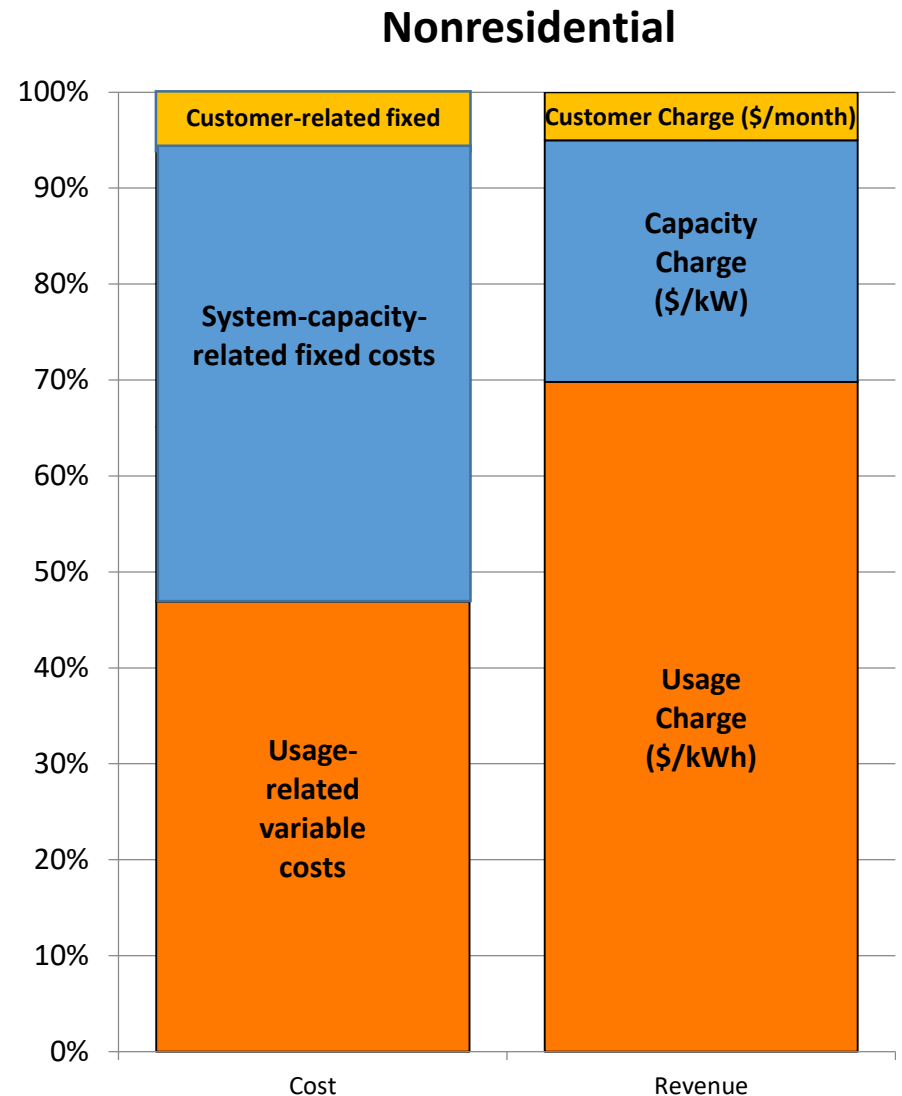 Nonresidential
100%
90%
80%
70%
60%
50%
40%
30%
20%
10%
0%
Customer-related fixed
System-capacity-
related fixed costs
Usage-
related
variable
costs
Customer Charge ($/month)
Capacity
Charge
($/kW)
Usage
Charge
($/kWh)
Cost
Revenue